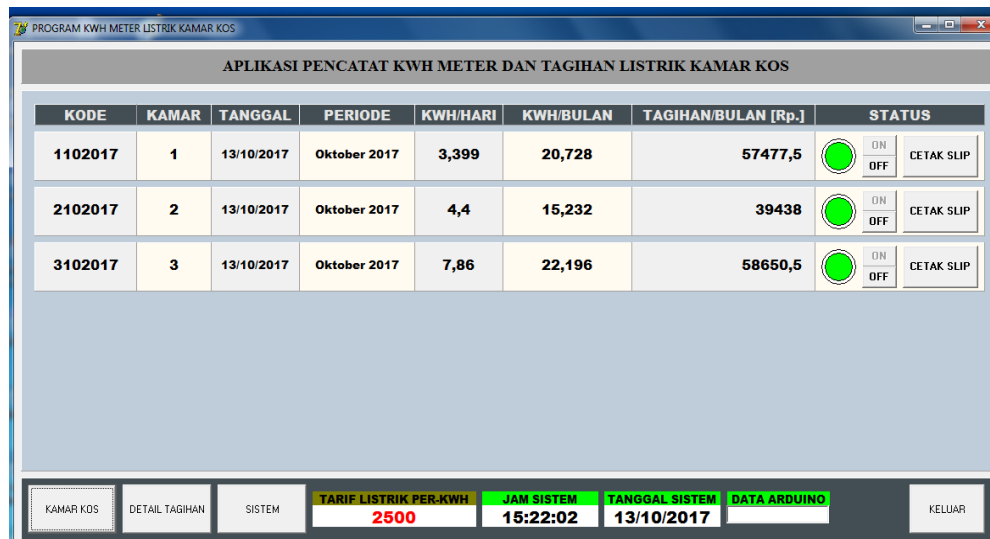 PROGRAM KWH METER LISTRIK KAMAR KOS
APLIKASI PENCATAT KWH METER DAN TAGIHAN LISTRIK KAMAR KOS
KODE KAMAR TANGGAL PERIODE KWH/HARI KWH/BULAN TAGIHAN/BULAN [Rp.] STATUS
1102017 1 13/10/2017 Oktober 2017 3,399 20,728 57477,5 ON OFF CETAK SLIP
2102017 2 13/10/2017 Oktober 2017 4,4 15,232 39438 ON OFF CETAK SLIP
3102017 3 13/10/2017 Oktober 2017 7,86 22,196 58650,5 ON OFF CETAK SLIP
KAMAR KOS DETAIL TAGIHAN SISTEM TARIF LISTRIK PER-KWH JAM SISTEM TANGGAL SISTEM DATA ARDUINO KELUAR
2500 15:22:02 13/10/2017